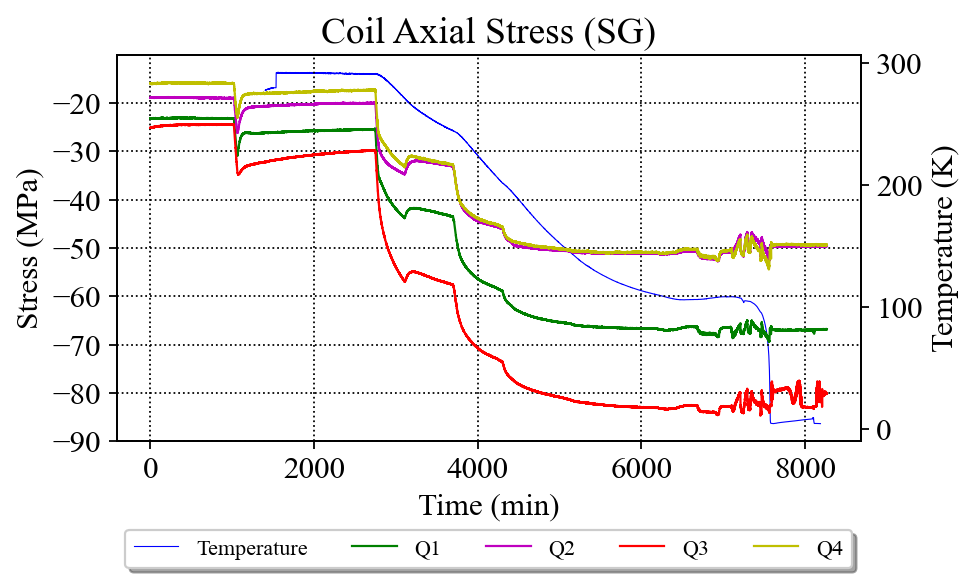 Coil Axial Stress (SG)
−20
−30
−40
−50
−60
−70
−80
−90
Stress (MPa)
300
200
100
0
Temperature (K)
0 2000 4000 6000 8000
Time (min)
Temperature Q1 Q2 Q3 Q4